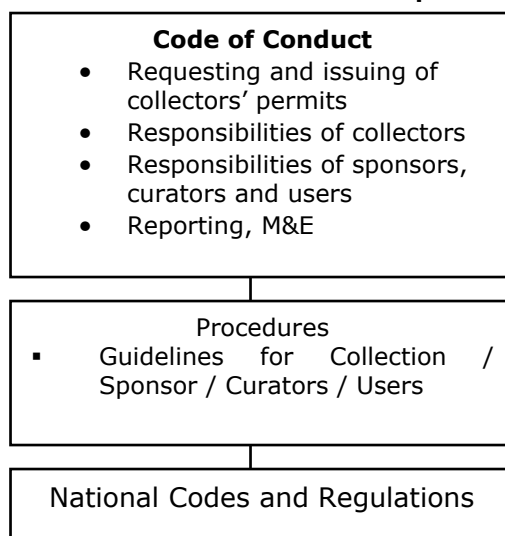 Code of Conduct
• Requesting and issuing of
collectors’ permits
• Responsibilities of collectors
• Responsibilities of sponsors,
curators and users
• Reporting, M&E
Procedures
▪ Guidelines for Collection /
Sponsor / Curators / Users
National Codes and Regulations